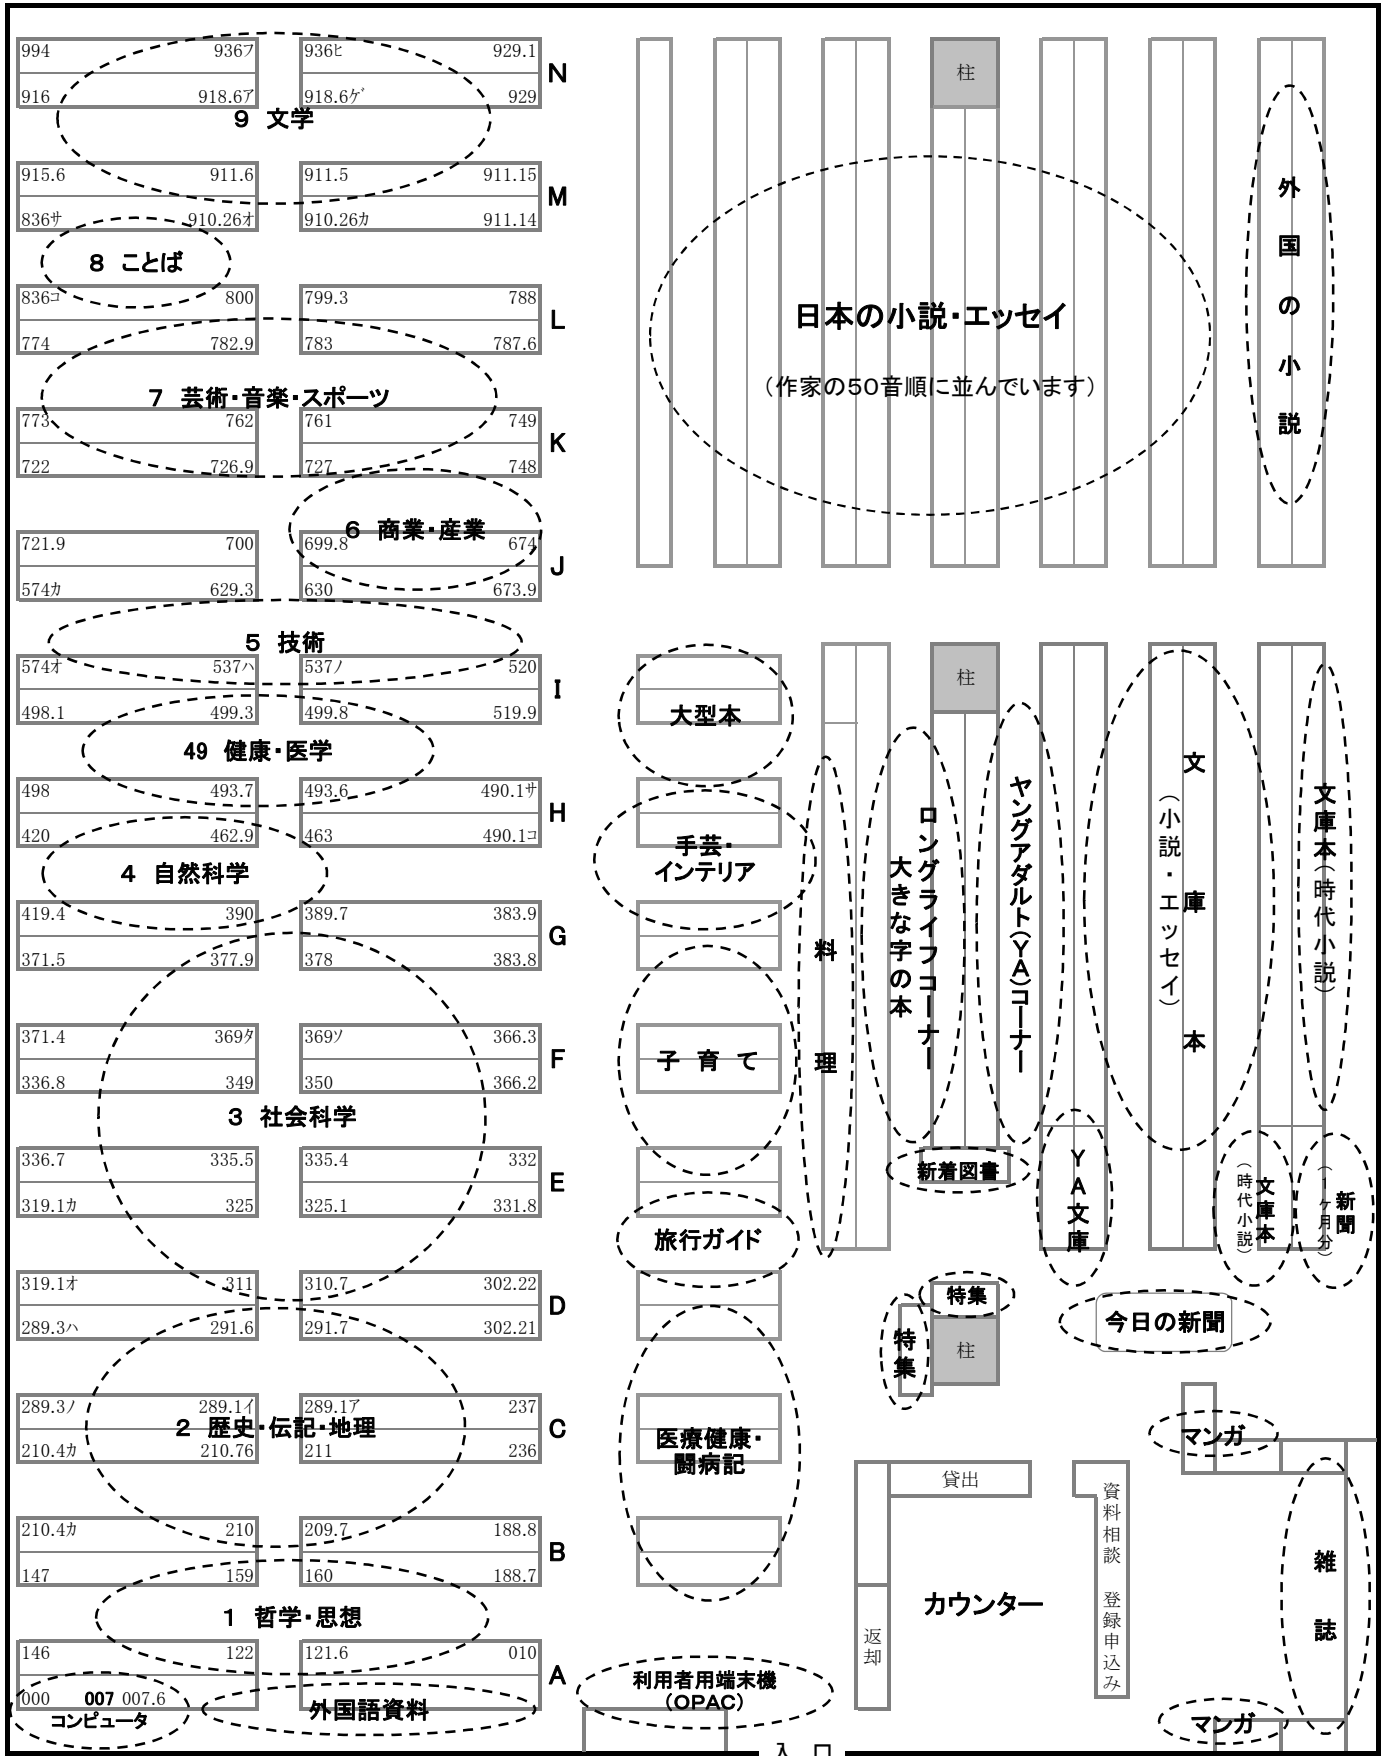 994 936ﾌ 936ﾋ 929.1 N
916 918.6ｱ 918.6ｹﾞ 929
９ 文学
915.6 911.6 911.5 911.15 M
836ｻ 910.26ｵ 910.26ｶ 911.14
８ ことば
836ｺ 800 799.3 788 L
774 782.9 783 787.6
７ 芸術・音楽・スポーツ
773 762 761 749 K
722 726.9 727 748
６ 商業・産業
721.9 700 699.8 674 J
574ｶ 629.3 630 673.9
５ 技術
574ｵ 537ﾊ 537ﾉ 520 I
498.1 499.3 499.8 519.9
49 健康・医学
498 493.7 493.6 490.1ｻ H
420 462.9 463 490.1ｺ
４ 自然科学
419.4 390 389.7 383.9 G
371.5 377.9 378 383.8
371.4 369ﾀ 369ｿ 366.3 F
336.8 349 350 366.2
３ 社会科学
336.7 335.5 335.4 332 E
319.1ｶ 325 325.1 331.8
319.1ｵ 311 310.7 302.22 D
289.3ﾊ 291.6 291.7 302.21
289.3ﾉ 289.1ｲ 289.1ｱ 237 C
２ 歴史・伝記・地理
210.4ｶ 210.76 211 236
210.4ｶ 210 209.7 188.8 B
147 159 160 188.7
１ 哲学・思想
146 122 121.6 010 A
000 007 007.6
コンピュータ
外国語資料
柱
日本の小説・エッセイ
（作家の50音順に並んでいます）
外国の小説
大型本
手芸・
インテリア
子育て
旅行ガイド
医療健康・
闘病記
料理
柱
ロングライフコーナー
大きな字の本
ヤングアダルト（YA）コーナー
文庫本
（小説・エッセイ）
文庫本（時代小説）
新着図書
YA文庫
文庫本
（時代小説）
新聞
（1ヶ月分）
特集
特集
柱
今日の新聞
マンガ
貸出
資料相談 登録申込み
カウンター
返却
雑誌
マンガ
利用者用端末機
（OPAC）
入口